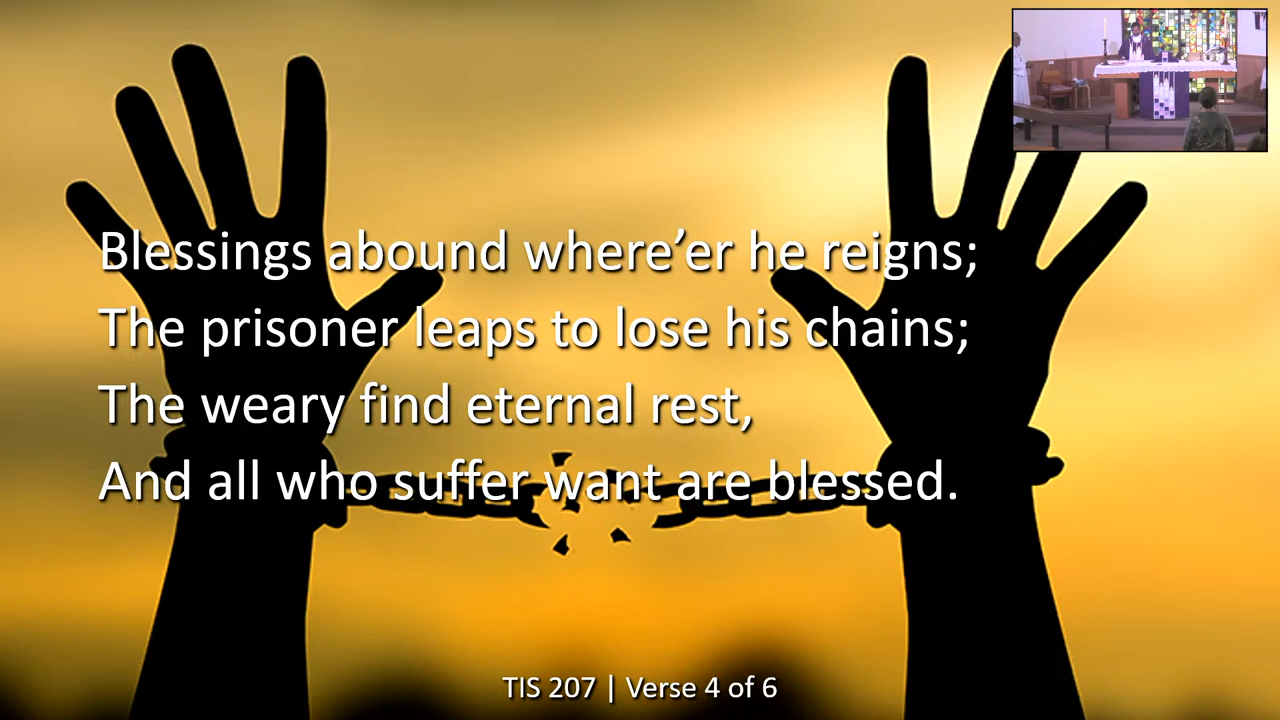 Blessings abound where’er he reigns;
The prisoner leaps to lose his chains;
The weary find eternal rest,
And all who suffer want are blessed.
TIS 207 | Verse 4 of 6